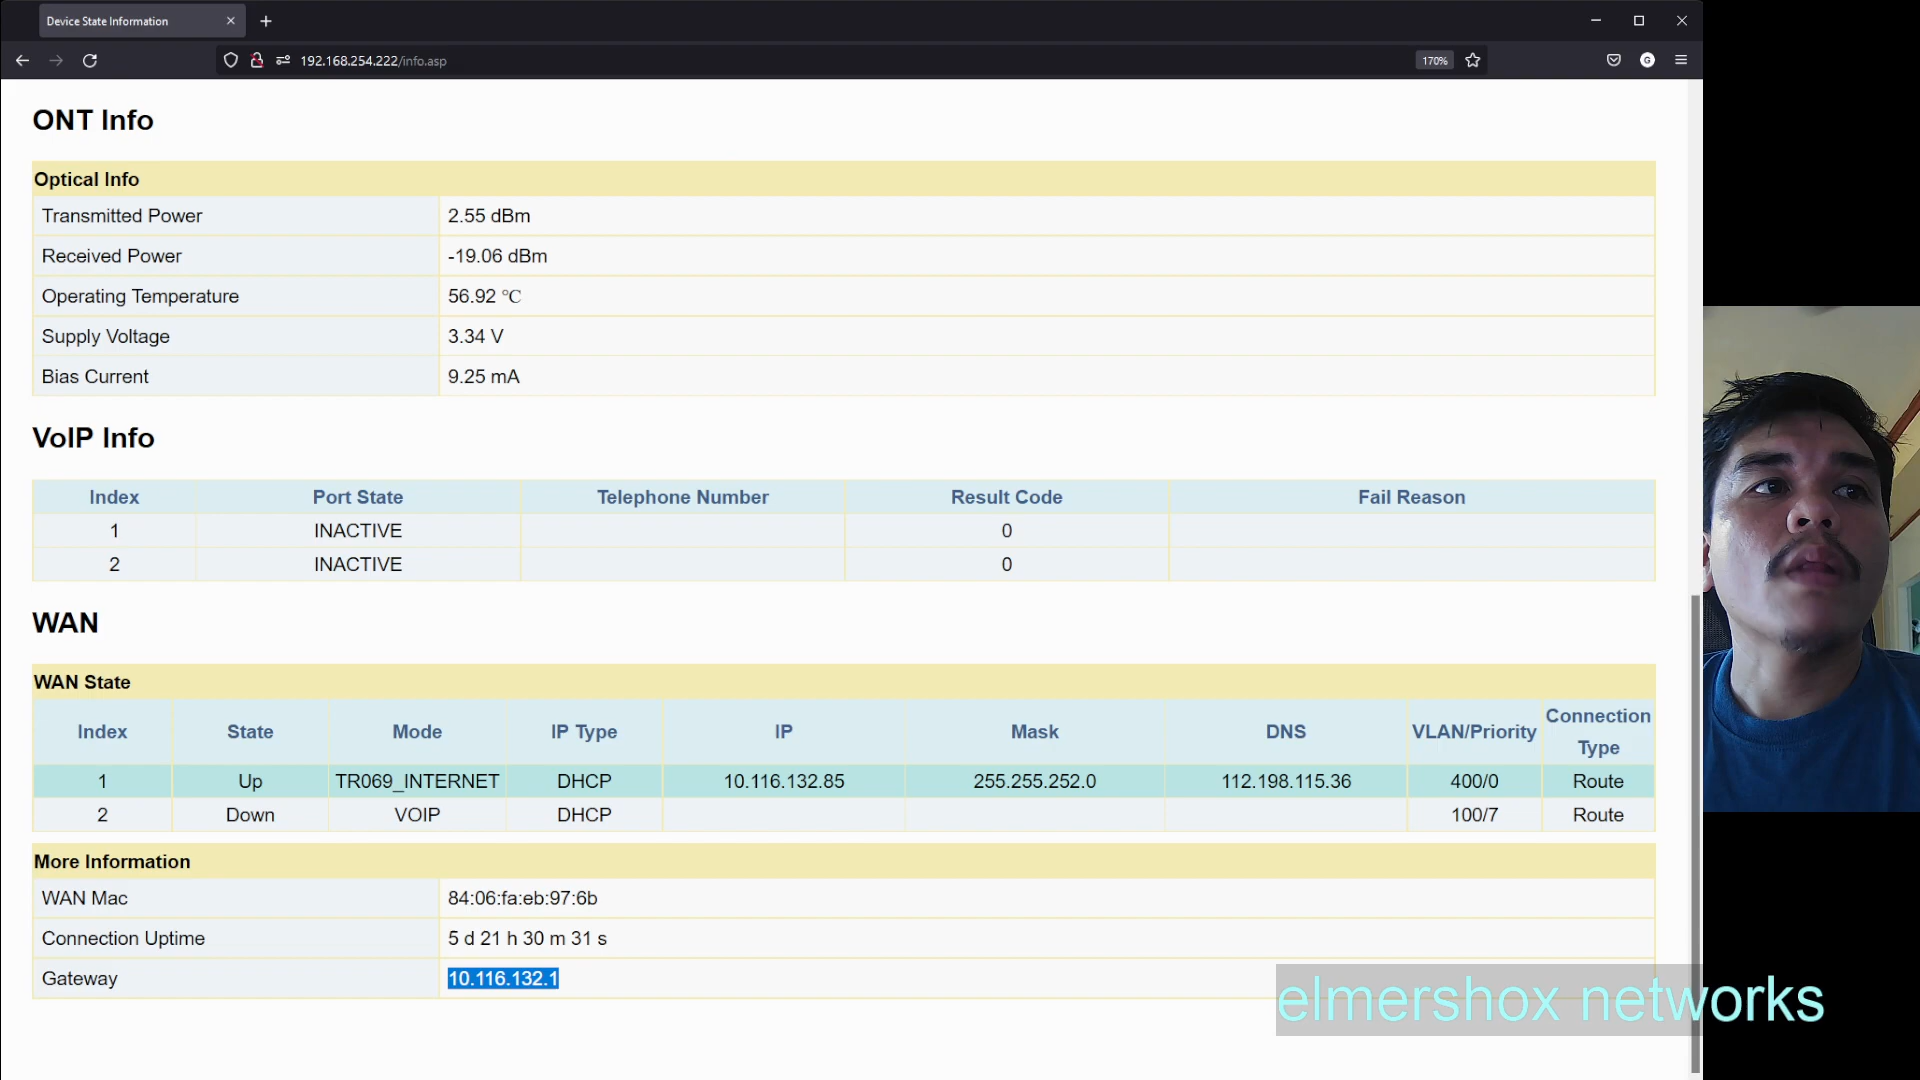 Device State Information
192.168.254.222/info.asp
170%
G
ONT Info
Optical Info
Transmitted Power 2.55 dBm
Received Power -19.06 dBm
Operating Temperature 56.92 ℃
Supply Voltage 3.34 V
Bias Current 9.25 mA
VoIP Info
Index Port State Telephone Number Result Code Fail Reason
1 INACTIVE 0
2 INACTIVE 0
WAN
WAN State
Index State Mode IP Type IP Mask DNS VLAN/Priority Connection Type
1 Up TR069_INTERNET DHCP 10.116.132.85 255.255.252.0 112.198.115.36 400/0 Route
2 Down VOIP DHCP 100/7 Route
More Information
WAN Mac 84:06:fa:eb:97:6b
Connection Uptime 5 d 21 h 30 m 31 s
Gateway 10.116.132.1
elmershox networks